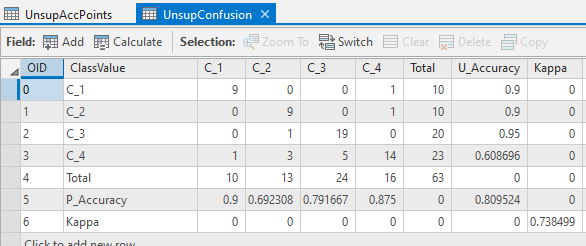 UnsupAccPoints UnsupConfusion
Field: Add Calculate Selection: Zoom To Switch Clear Delete Copy
OID ClassValue C_1 C_2 C_3 C_4 Total U_Accuracy Kappa
0 C_1 9 0 0 1 10 0.9 0
1 C_2 0 9 0 1 10 0.9 0
2 C_3 0 1 19 0 20 0.95 0
3 C_4 1 3 5 14 23 0.608696 0
4 Total 10 13 24 16 63 0 0
5 P_Accuracy 0.9 0.692308 0.791667 0.875 0 0.809524 0
6 Kappa 0 0 0 0 0 0 0.738499
Click to add new row.